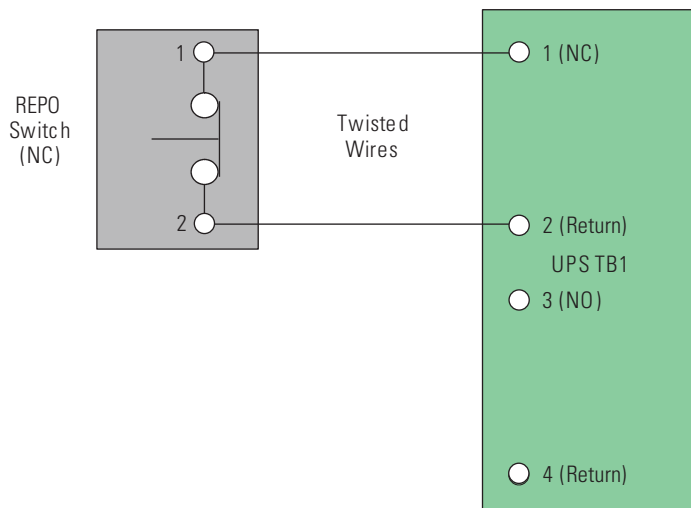 REPO
Switch
(NC)
1
2
Twisted
Wires
1 (NC)
2 (Return)
UPS TB1
3 (NO)
4 (Return)